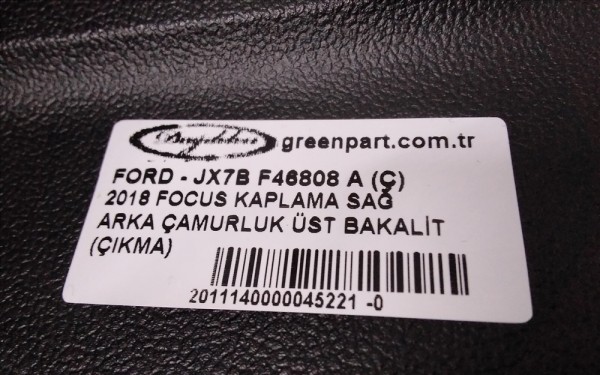 greenpart.com.tr
FORD - JX7B F46808 A (Ç)
2018 FOCUS KAPLAMA SAĞ
ARKA ÇAMURLUK ÜST BAKALİT
(ÇIKMA)
2011140000045221 -0